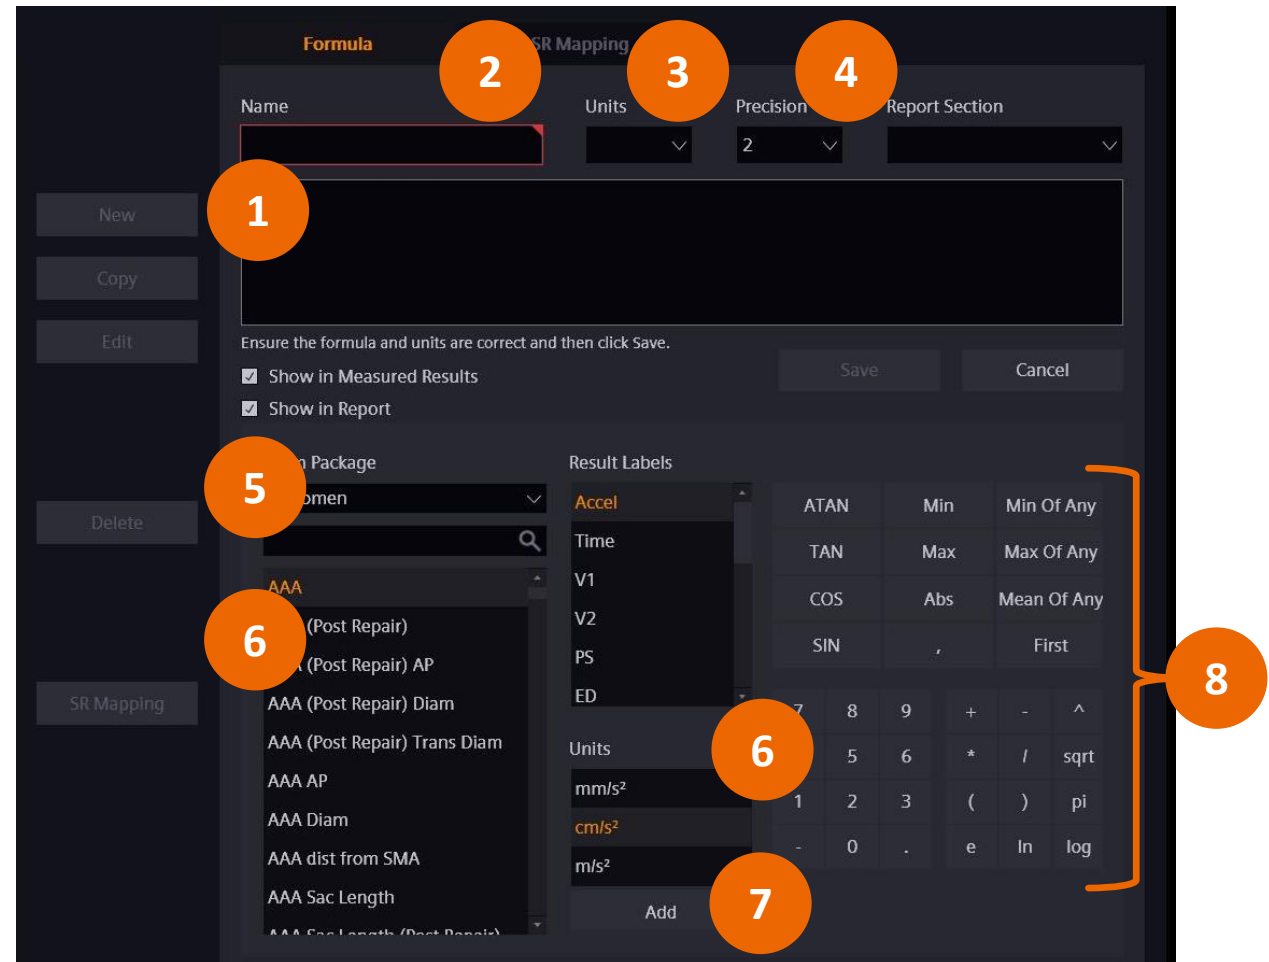 Formula
SR Mapping
2
3
4
Name
Units
Precision
Report Section
2
New
1
Copy
Edit
Ensure the formula and units are correct and then click Save.
Show in Measured Results
Save
Cancel
Show in Report
Package
Result Labels
5
Delete
AAA
(Post Repair)
6
(Post Repair) AP
AAA (Post Repair) Diam
AAA (Post Repair) Trans Diam
AAA AP
AAA Diam
AAA dist from SMA
AAA Sac Length
AAA Sac Length (Post Repair)
SR Mapping
Accel
Time
V1
V2
PS
ED
Units
6
mm/s²
cm/s²
m/s²
Add
7
ATAN Min Min Of Any
TAN Max Max Of Any
COS Abs Mean Of Any
SIN , First
8
7 8 9 + - ^
5 6 * / sqrt
1 2 3 ( ) pi
- 0 . e ln log